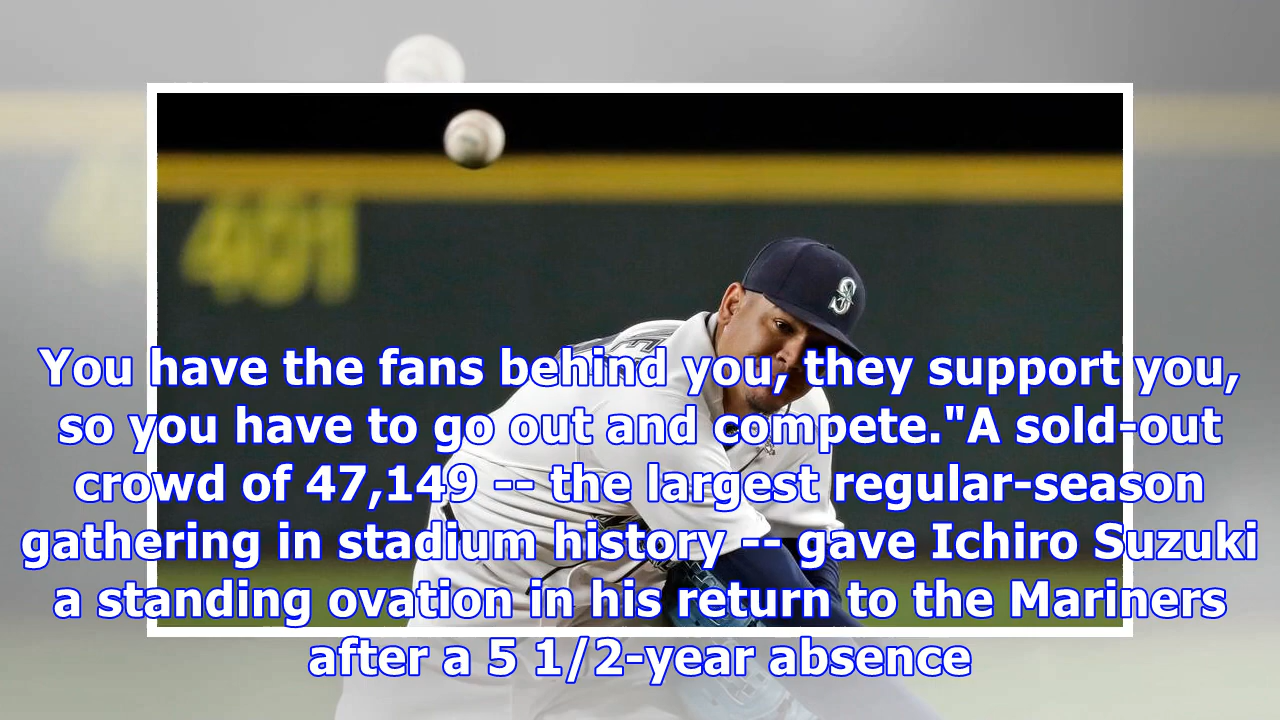 401
You have the fans behind you, they support you,
so you have to go out and compete."A sold-out
crowd of 47,149 -- the largest regular-season
gathering in stadium history -- gave Ichiro Suzuki
a standing ovation in his return to the Mariners
after a 5 1/2-year absence